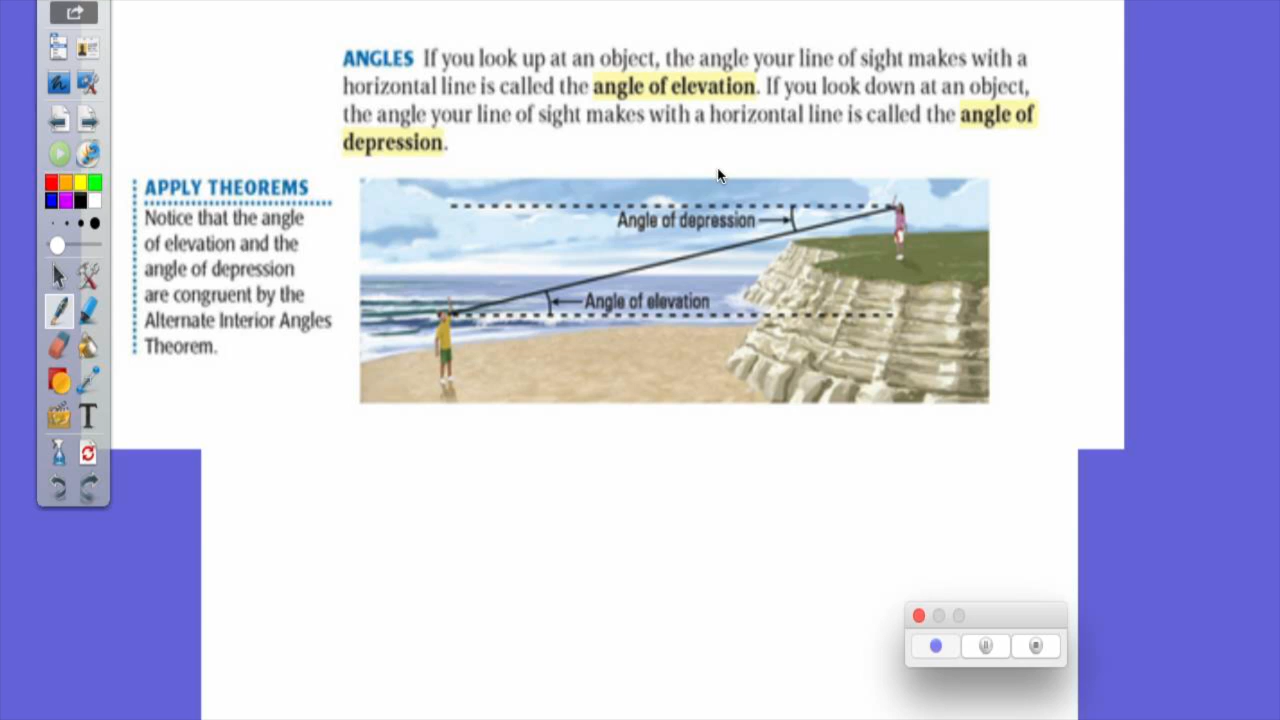 ANGLES If you look up at an object, the angle your line of sight makes with a
horizontal line is called the angle of elevation. If you look down at an object,
the angle your line of sight makes with a horizontal line is called the angle of
depression.
APPLY THEOREMS
Notice that the angle
of elevation and the
angle of depression
are congruent by the
Alternate Interior Angles
Theorem.
Angle of depression
Angle of elevation
T